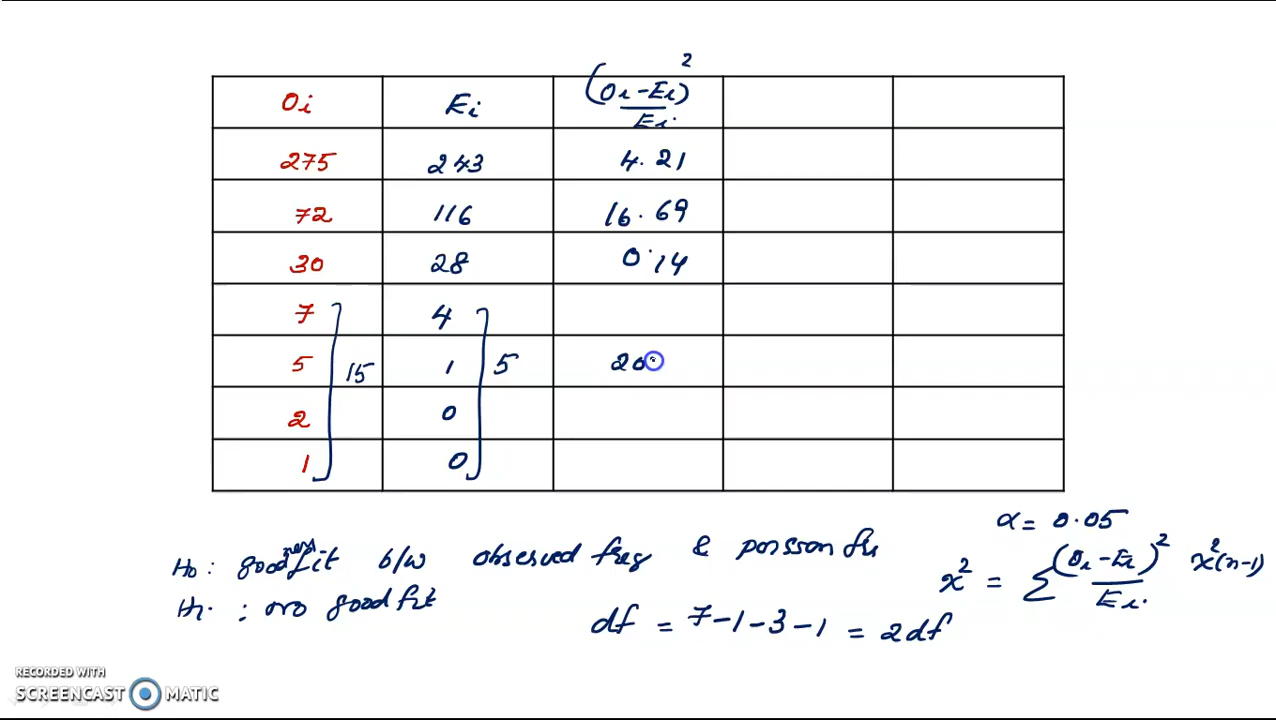 Oi Ei (Oi-Ei)²/Ei
275 243 4.21
72 116 16.69
30 28 0.14
7 4
5 15 1 5 20
2 0
1 0
α = 0.05
H₀: goodness fit b/w observed freq & poisson
x² = Σ(Oi-Ei)²/Ei x²(n-1)
H₁: no good fit
df = 7-1-3-1 = 2df
RECORDED WITH
SCREENCAST MATIC